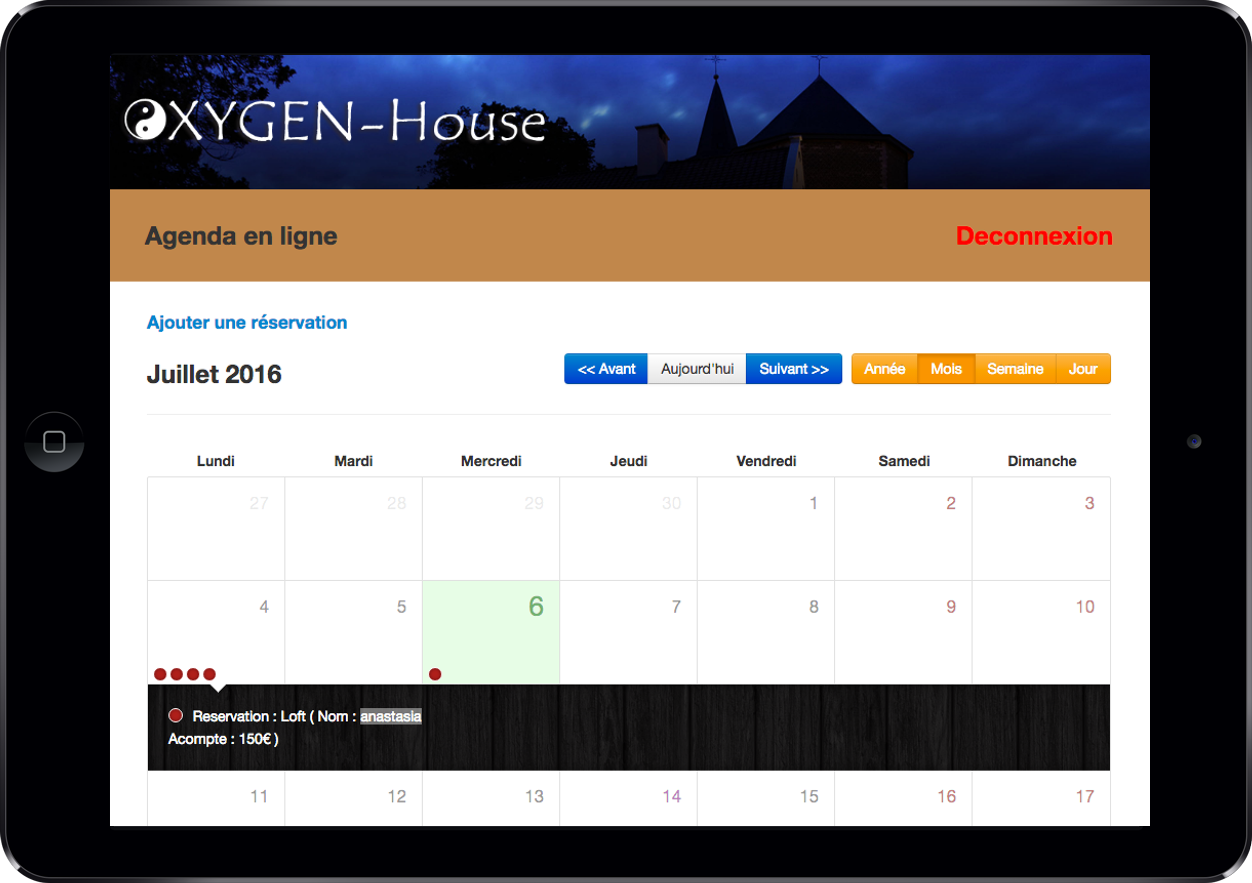 OXYGEN-House
Agenda en ligne
Deconnexion
Ajouter une réservation
Juillet 2016
<< Avant Aujourd'hui Suivant >> Année Mois Semaine Jour
Lundi Mardi Mercredi Jeudi Vendredi Samedi Dimanche
27 28 29 30 1 2 3
4 5 6 7 8 9 10
Reservation : Loft ( Nom : anastasia
Acompte : 150€ )
11 12 13 14 15 16 17